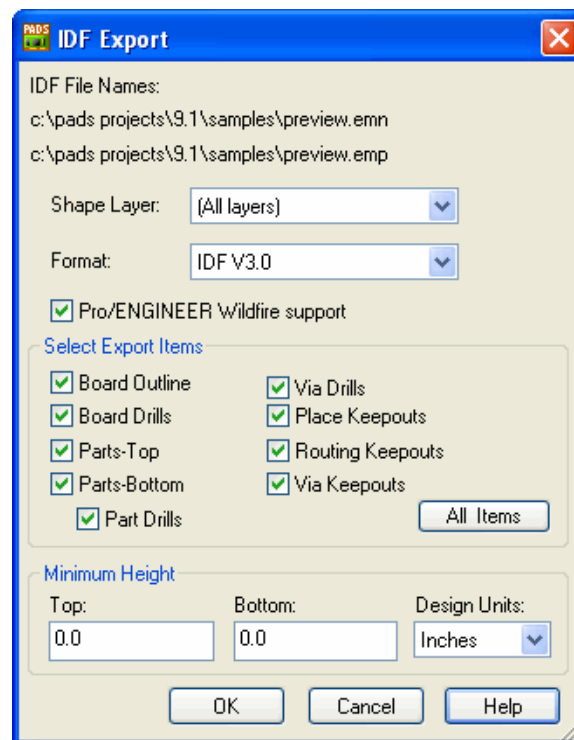 PADS
IDF Export
IDF File Names:
c:\pads projects\9.1\samples\preview.emn
c:\pads projects\9.1\samples\preview.emp
Shape Layer: (All layers)
Format: IDF V3.0
Pro/ENGINEER Wildfire support
Select Export Items
Board Outline Via Drills
Board Drills Place Keepouts
Parts-Top Routing Keepouts
Parts-Bottom Via Keepouts
Part Drills All Items
Minimum Height
Top: Bottom: Design Units:
0.0 0.0 Inches
OK Cancel Help